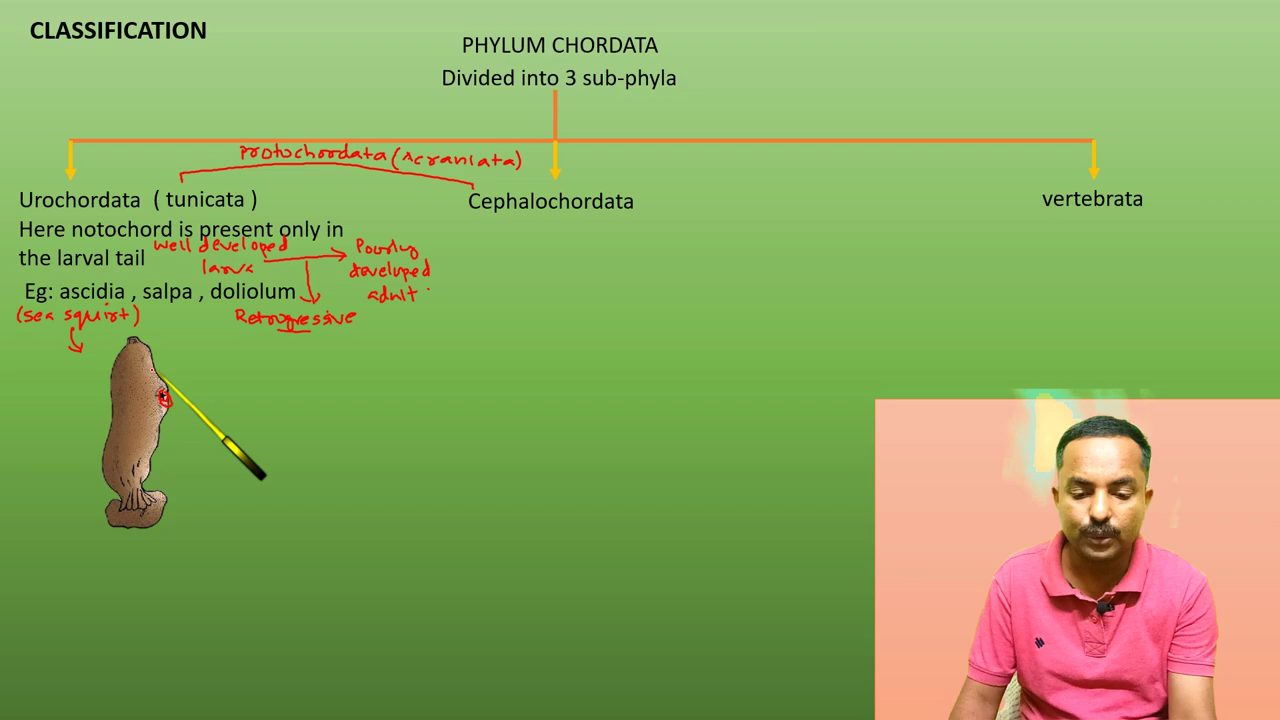 CLASSIFICATION
PHYLUM CHORDATA
Divided into 3 sub-phyla
Protochordata (Acraniata)
Urochordata ( tunicata )
Cephalochordata
vertebrata
Here notochord is present only in
the larval tail
well developed
larva
Poorly
developed
adult
Eg: ascidia , salpa , doliolum
(sea squirt)
Retrogressive